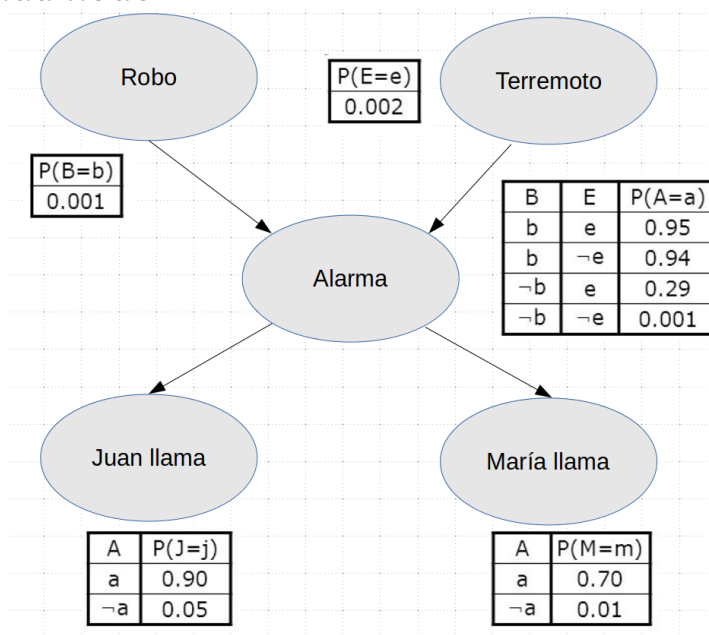 Robo
P(E=e)
0.002
Terremoto
P(B=b)
0.001
B E P(A=a)
b e 0.95
b ¬e 0.94
¬b e 0.29
¬b ¬e 0.001
Alarma
Juan llama
María llama
A P(J=j)
a 0.90
¬a 0.05
A P(M=m)
a 0.70
¬a 0.01